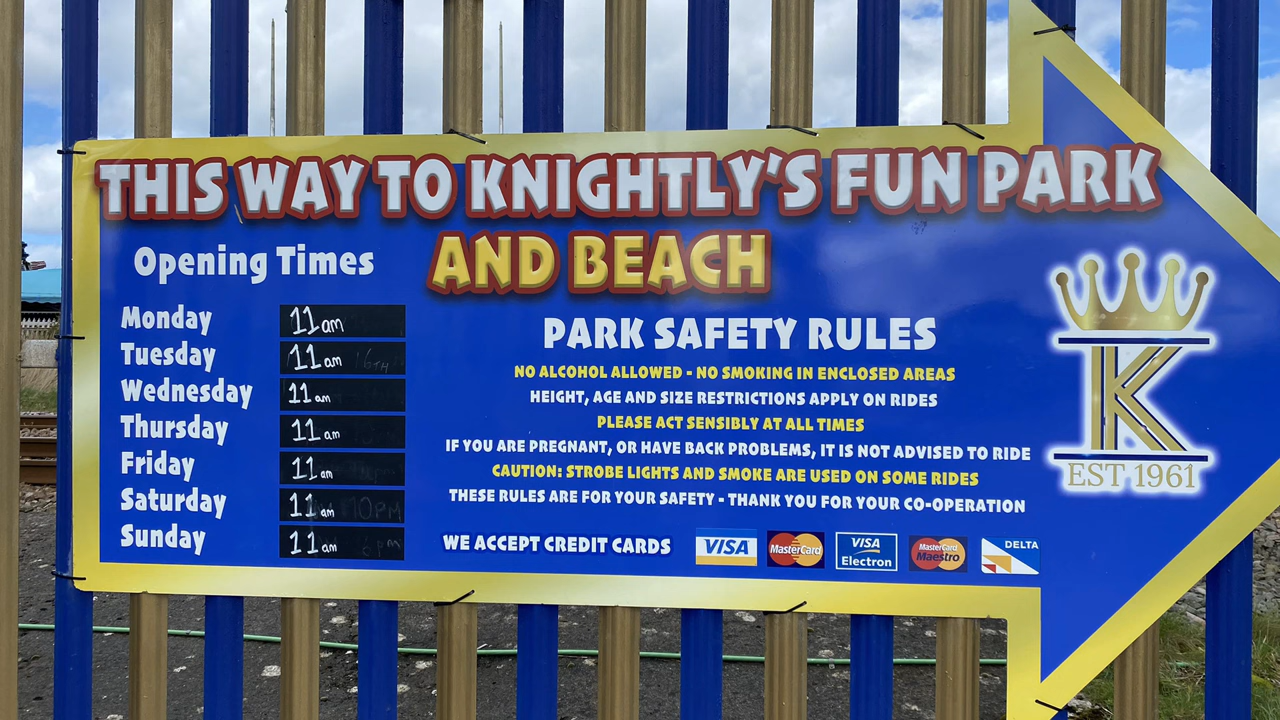 THIS WAY TO KNIGHTLY'S FUN PARK
AND BEACH
Opening Times
Monday 11am
Tuesday 11am
Wednesday 11am
Thursday 11am
Friday 11am
Saturday 11am
Sunday 11am
PARK SAFETY RULES
NO ALCOHOL ALLOWED - NO SMOKING IN ENCLOSED AREAS
HEIGHT, AGE AND SIZE RESTRICTIONS APPLY ON RIDES
PLEASE ACT SENSIBLY AT ALL TIMES
IF YOU ARE PREGNANT, OR HAVE BACK PROBLEMS, IT IS NOT ADVISED TO RIDE
CAUTION: STROBE LIGHTS AND SMOKE ARE USED ON SOME RIDES
THESE RULES ARE FOR YOUR SAFETY - THANK YOU FOR YOUR CO-OPERATION
WE ACCEPT CREDIT CARDS VISA MasterCard VISA Electron MasterCard Maestro DELTA
K
EST 1961